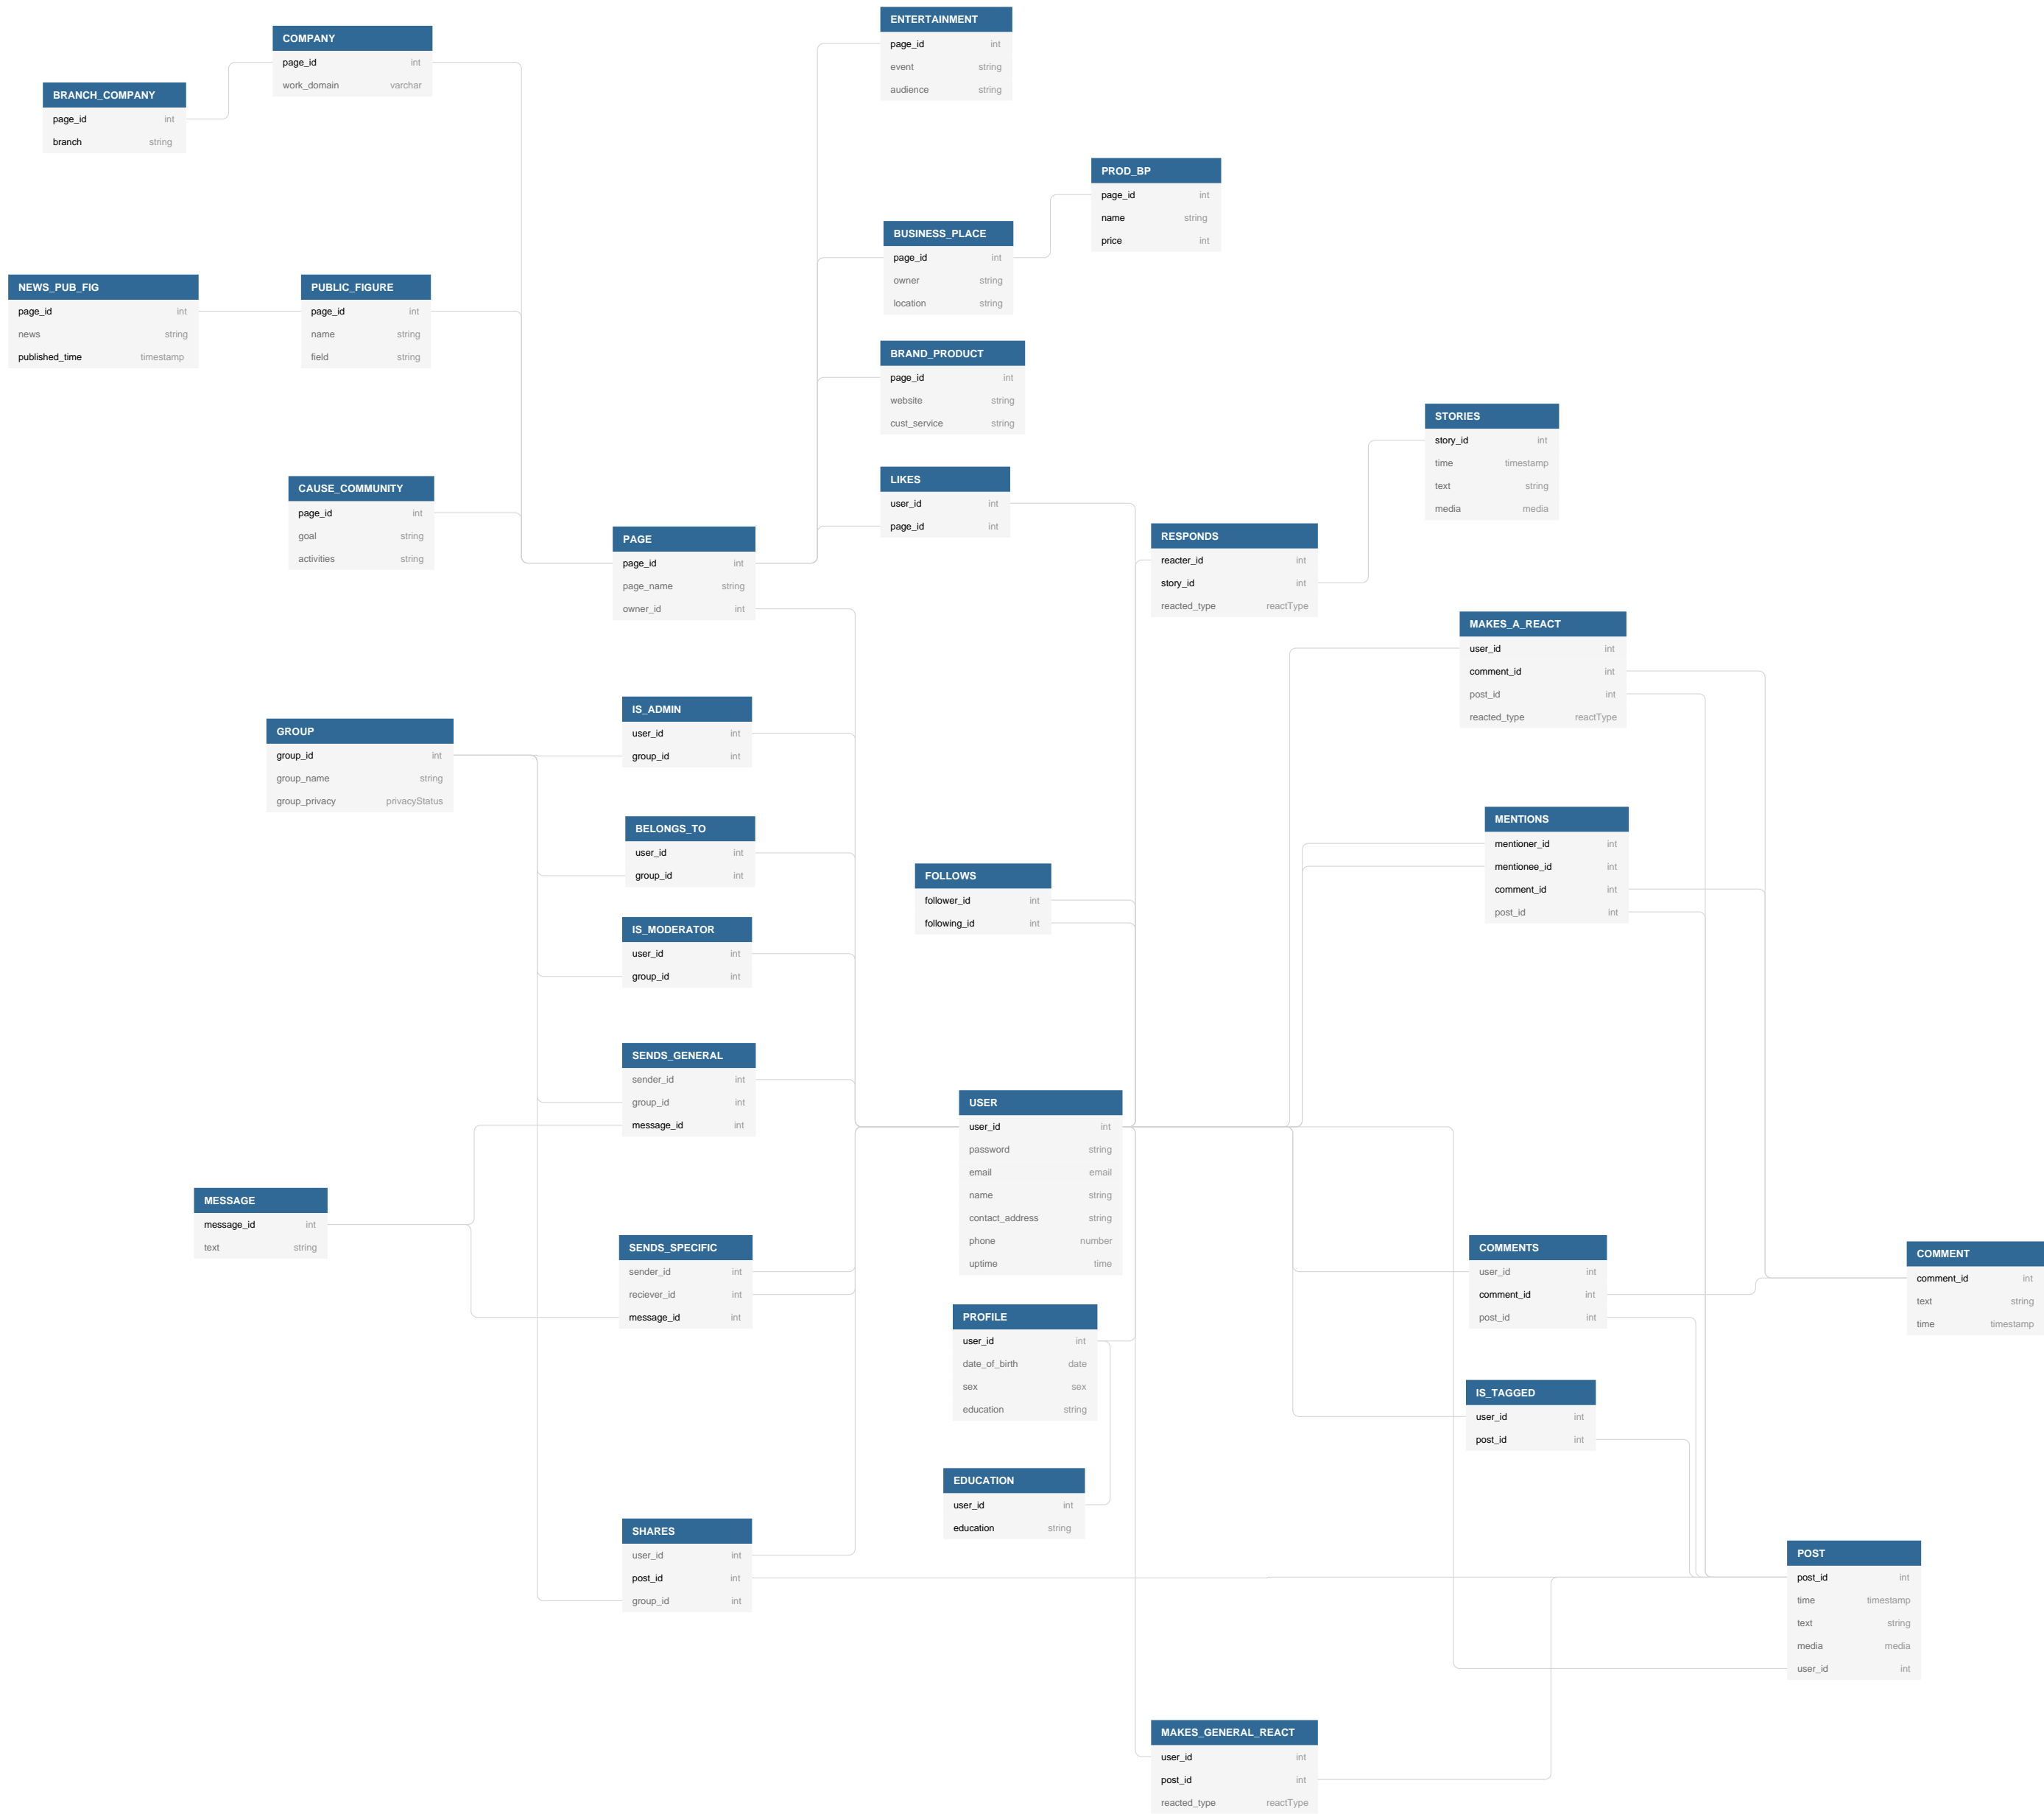 ENTERTAINMENT
page_id int
event string
audience string
COMPANY
page_id int
work_domain varchar
BRANCH_COMPANY
page_id int
branch string
PROD_BP
page_id int
name string
price int
BUSINESS_PLACE
page_id int
owner string
location string
NEWS_PUB_FIG
page_id int
news string
published_time timestamp
PUBLIC_FIGURE
page_id int
name string
field string
BRAND_PRODUCT
page_id int
website string
cust_service string
STORIES
story_id int
time timestamp
text string
media media
LIKES
user_id int
page_id int
CAUSE_COMMUNITY
page_id int
goal string
activities string
PAGE
page_id int
page_name string
owner_id int
RESPONDS
reacter_id int
story_id int
reacted_type reactType
MAKES_A_REACT
user_id int
comment_id int
post_id int
reacted_type reactType
IS_ADMIN
user_id int
group_id int
GROUP
group_id int
group_name string
group_privacy privacyStatus
MENTIONS
mentioner_id int
mentionee_id int
comment_id int
post_id int
BELONGS_TO
user_id int
group_id int
FOLLOWS
follower_id int
following_id int
IS_MODERATOR
user_id int
group_id int
SENDS_GENERAL
sender_id int
group_id int
message_id int
USER
user_id int
password string
email email
name string
contact_address string
phone number
uptime time
MESSAGE
message_id int
text string
SENDS_SPECIFIC
sender_id int
reciever_id int
message_id int
COMMENTS
user_id int
comment_id int
post_id int
COMMENT
comment_id int
text string
time timestamp
PROFILE
user_id int
date_of_birth date
sex sex
education string
IS_TAGGED
user_id int
post_id int
EDUCATION
user_id int
education string
SHARES
user_id int
post_id int
group_id int
POST
post_id int
time timestamp
text string
media media
user_id int
MAKES_GENERAL_REACT
user_id int
post_id int
reacted_type reactType